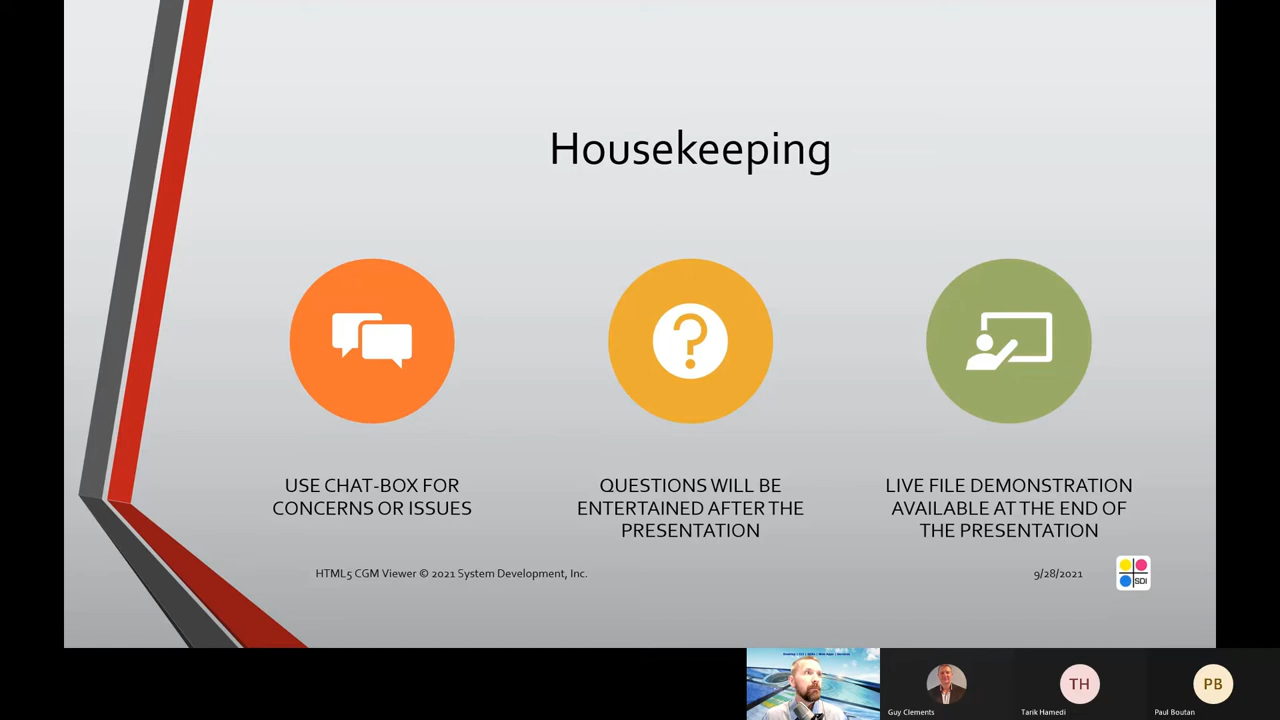 Housekeeping
USE CHAT-BOX FOR
CONCERNS OR ISSUES
QUESTIONS WILL BE
ENTERTAINED AFTER THE
PRESENTATION
LIVE FILE DEMONSTRATION
AVAILABLE AT THE END OF
THE PRESENTATION
HTML5 CGM Viewer © 2021 System Development, Inc.
9/28/2021
SDI
Guy Clements
TH
Tarik Hamedi
PB
Paul Boutan